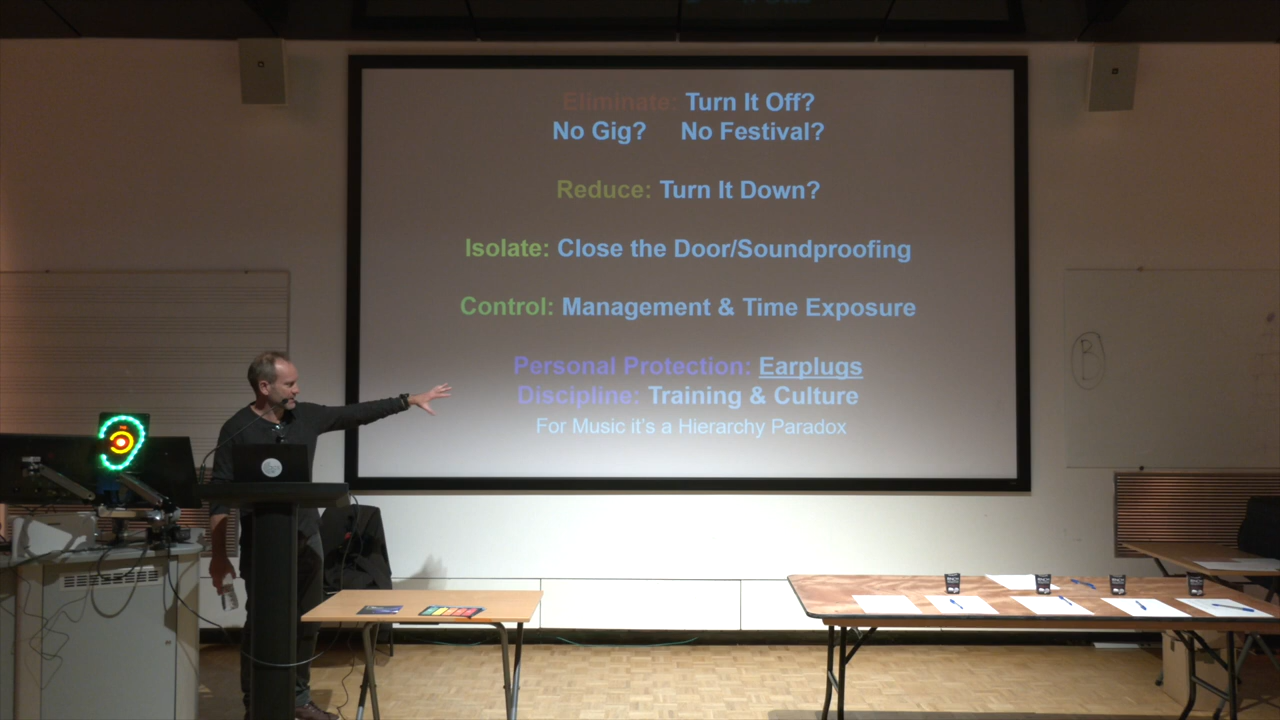 Eliminate: Turn It Off?
No Gig? No Festival?
Reduce: Turn It Down?
Isolate: Close the Door/Soundproofing
Control: Management & Time Exposure
Personal Protection: Earplugs
Discipline: Training & Culture
For Music it's a Hierarchy Paradox
B